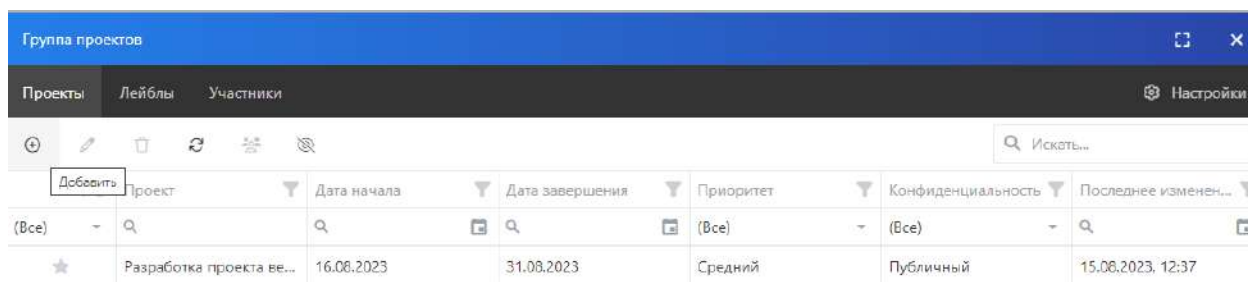 Группа проектов
Проекты Лейблы Участники Настройки
Искать...
Добавить
Проект Дата начала Дата завершения Приоритет Конфиденциальность Последнее изменен...
(Все) (Все) (Все)
Разработка проекта ве... 16.08.2023 31.08.2023 Средний Публичный 15.08.2023, 12:37